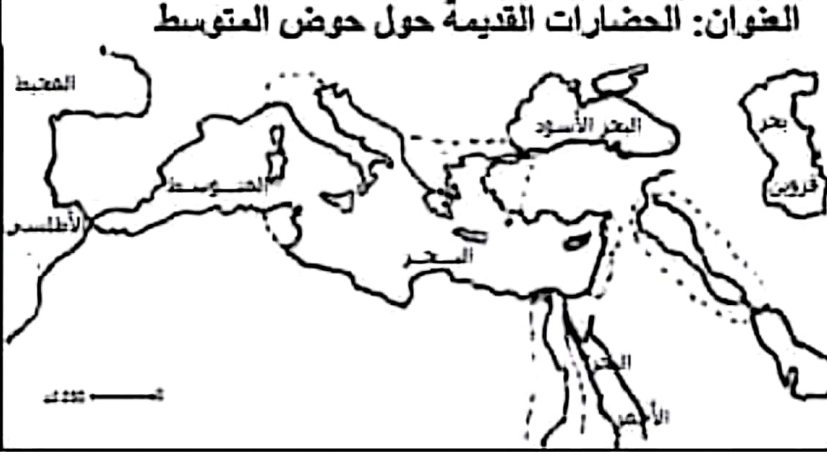 العنوان: الحضارات القديمة حول حوض المتوسط
المحيط
الأطلسي
البحر
المتوسط
البحر الأسود
بحر
قزوين
البحر
الأحمر